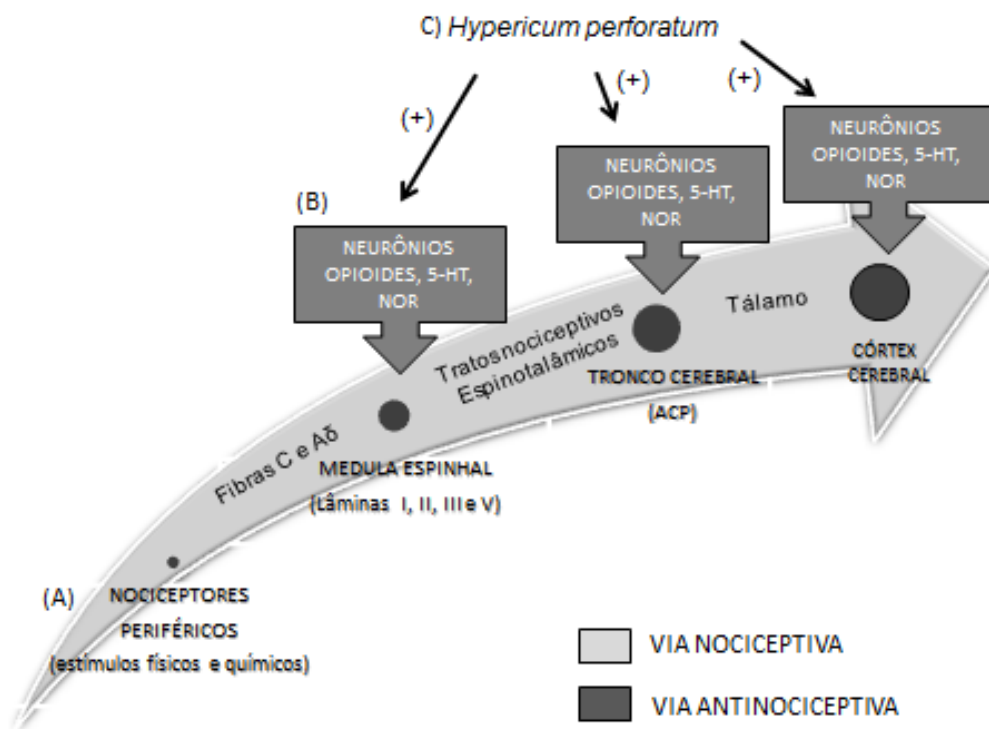 C) Hypericum perforatum
(+)
(+)
(+)
NEURÔNIOS
OPIOIDES, 5-HT,
NOR
NEURÔNIOS
OPIOIDES, 5-HT,
NOR
(B)
NEURÔNIOS
OPIOIDES, 5-HT,
NOR
Tálamo
Tratos nociceptivos
Espinotalâmicos
CÓRTEX
CEREBRAL
TRONCO CEREBRAL
(ACP)
Fibras C e Aδ
MEDULA ESPINHAL
(Lâminas I, II, III e V)
(A)
NOCICEPTORES
PERIFÉRICOS
(estímulos físicos e químicos)
VIA NOCICEPTIVA
VIA ANTINOCICEPTIVA